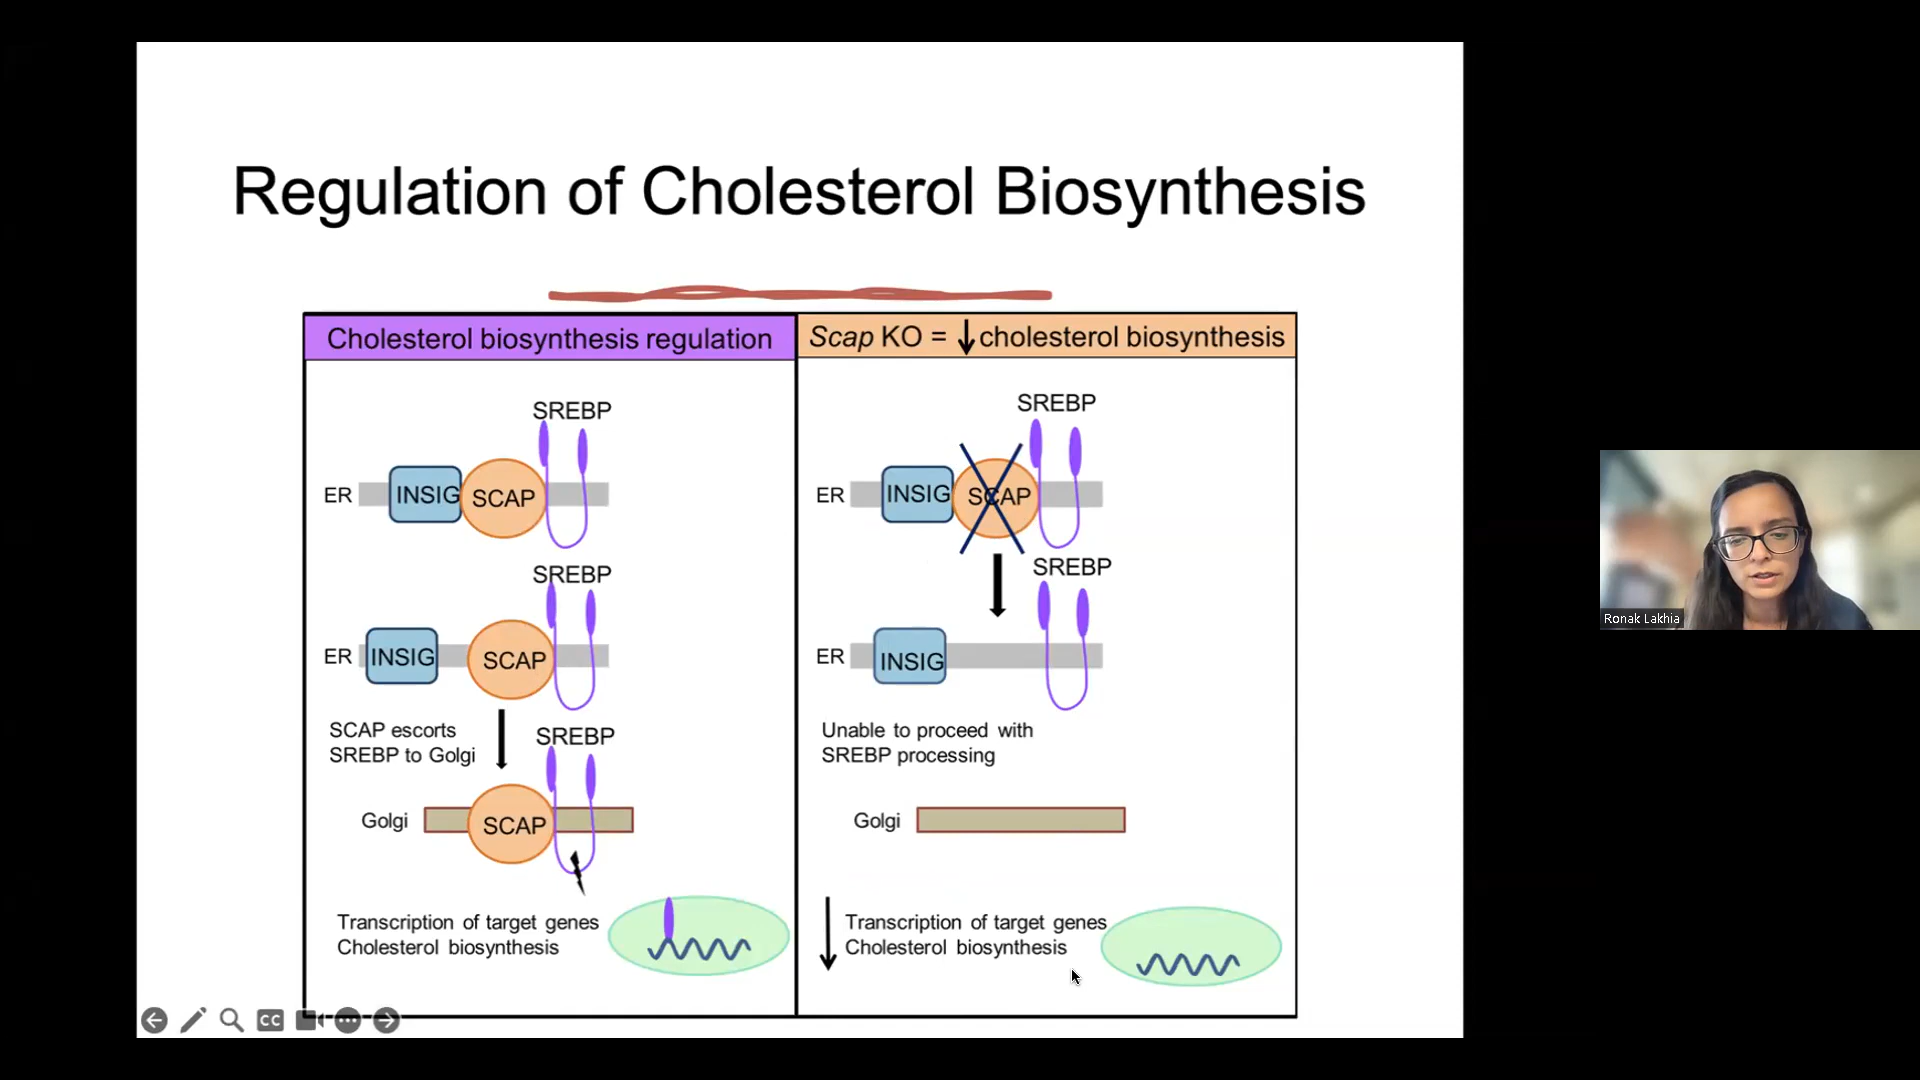 Regulation of Cholesterol Biosynthesis
Cholesterol biosynthesis regulation
SREBP
ER
INSIG
SCAP
SREBP
ER
INSIG
SCAP
SCAP escorts
SREBP to Golgi
SREBP
Golgi
SCAP
Transcription of target genes
Cholesterol biosynthesis
Scap KO = ↓ cholesterol biosynthesis
SREBP
ER
INSIG
SCAP
SREBP
ER
INSIG
Unable to proceed with
SREBP processing
Golgi
Transcription of target genes
Cholesterol biosynthesis
CC
Ronak Lakhia